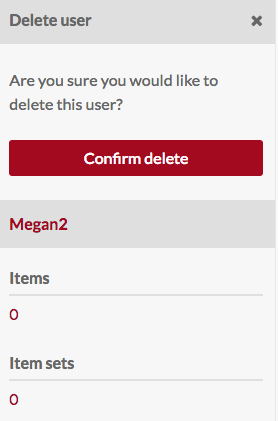 Delete user ×
Are you sure you would like to
delete this user?
Confirm delete
Megan2
Items
0
Item sets
0